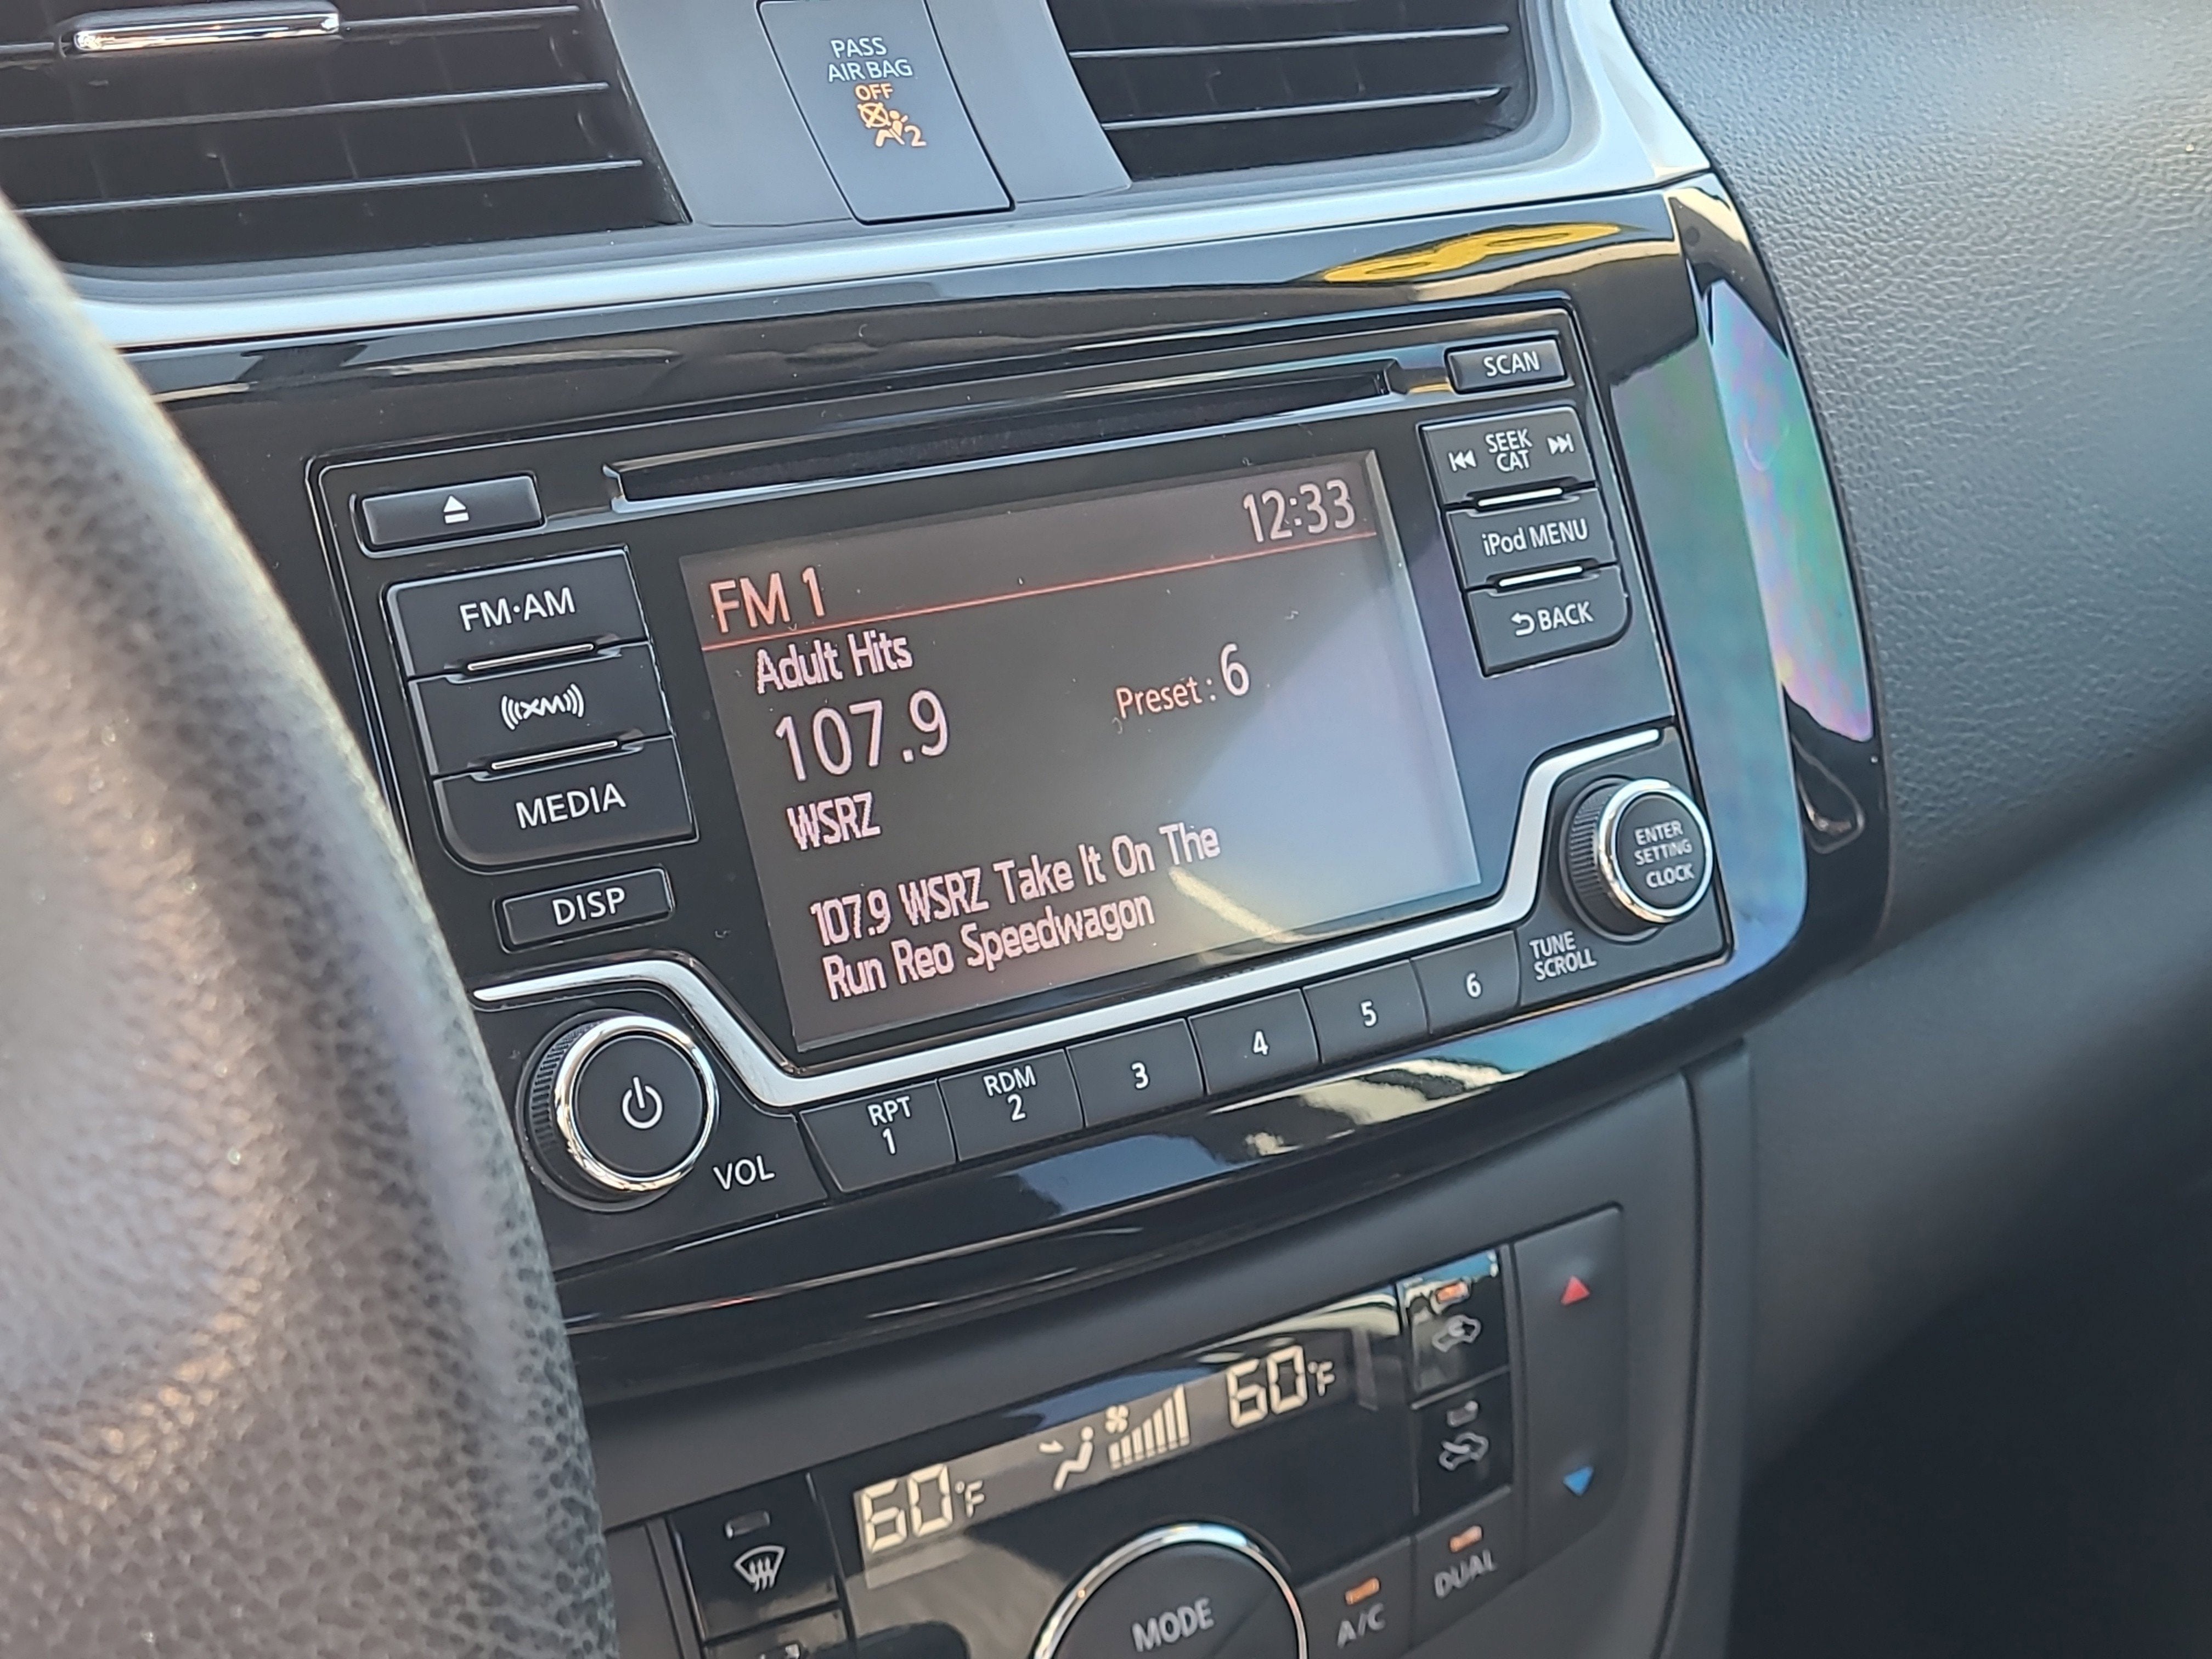 PASS
AIR BAG
OFF
2
SCAN
SEEK
CAT
12:33
iPod MENU
FM·AM
FM 1
BACK
Adult Hits
XM
107.9
Preset : 6
MEDIA
WSRZ
DISP
107.9 WSRZ Take It On The
Run Reo Speedwagon
ENTER
SETTING
CLOCK
TUNE
SCROLL
VOL
RPT
1
RDM
2
3
4
5
6
60°F
60°F
MODE
A/C
DUAL